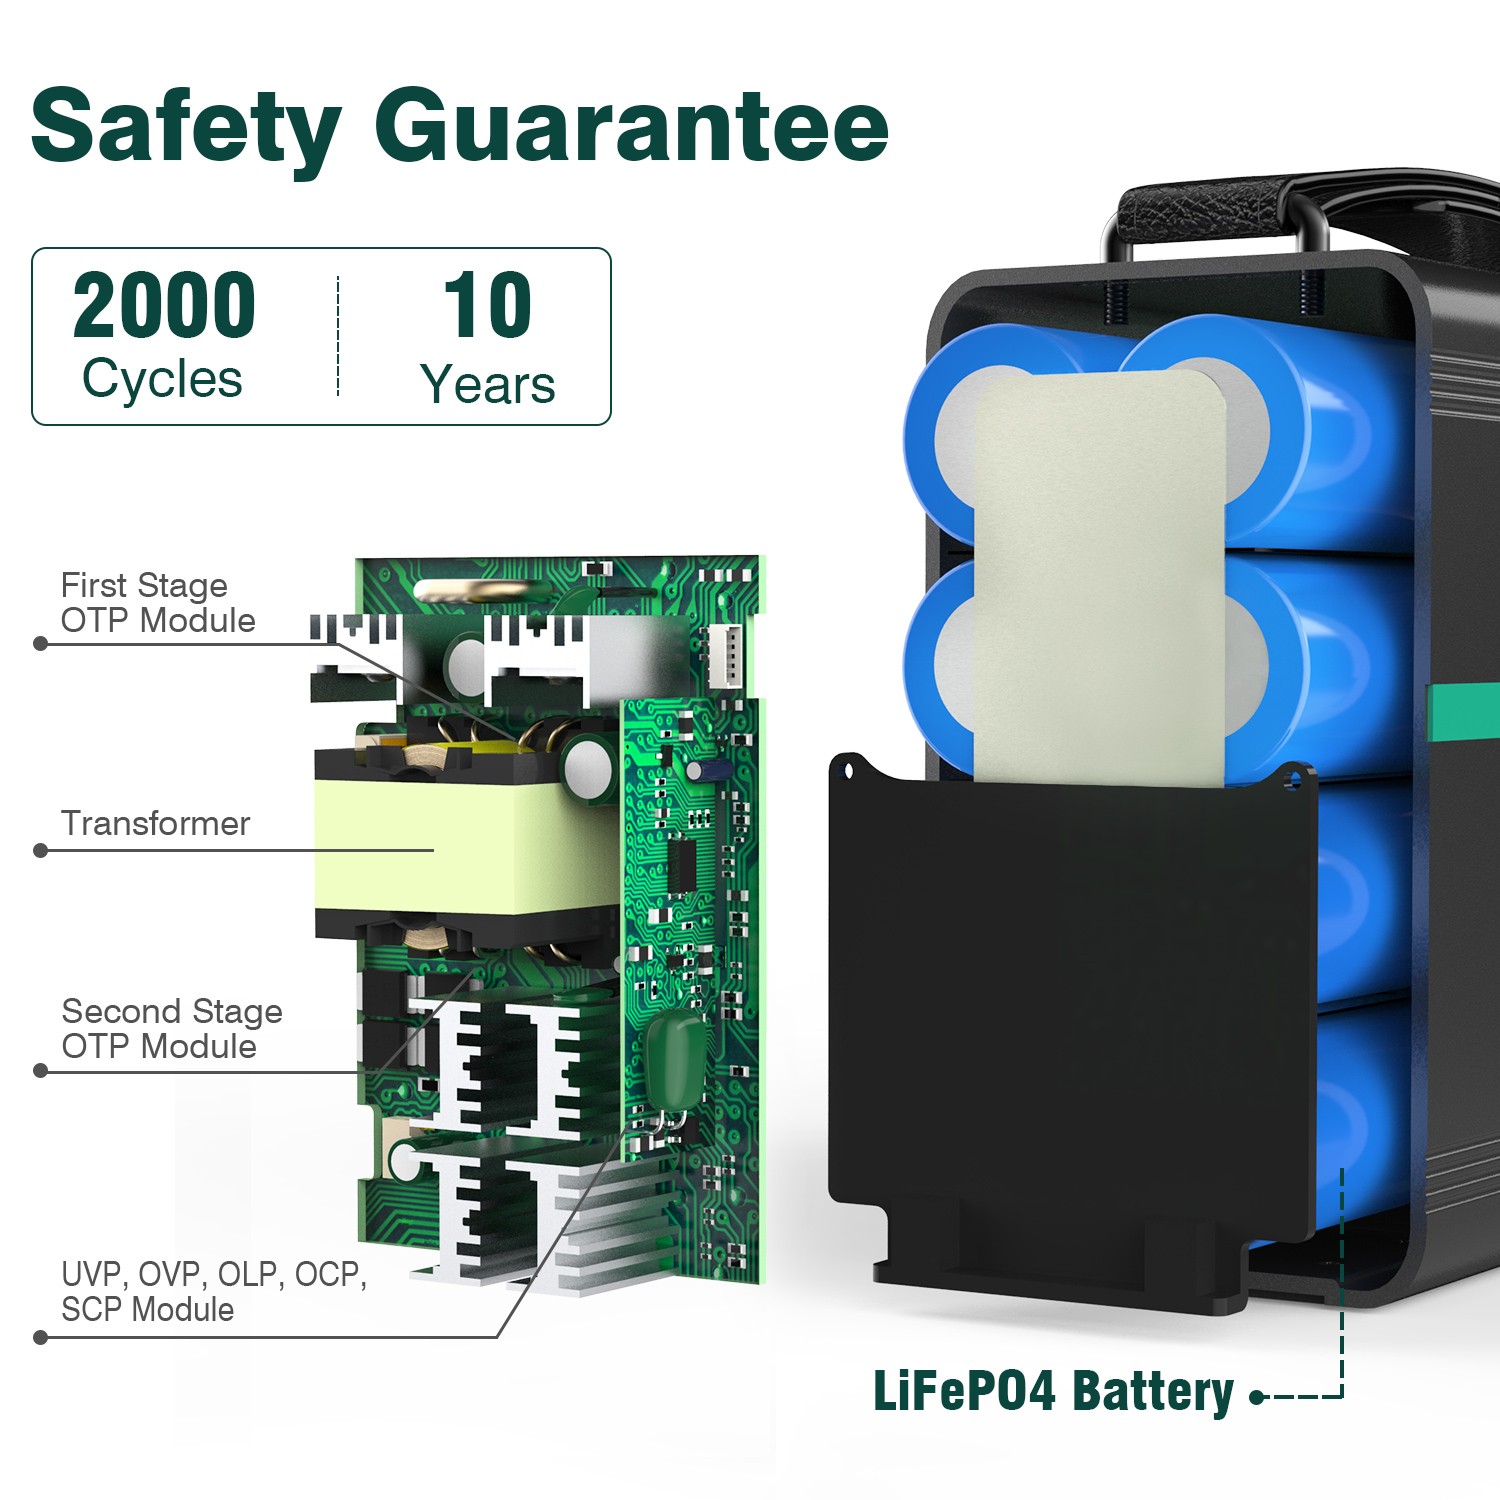 Safety Guarantee
2000
Cycles
10
Years
First Stage
OTP Module
Transformer
Second Stage
OTP Module
UVP, OVP, OLP, OCP,
SCP Module
LiFePO4 Battery